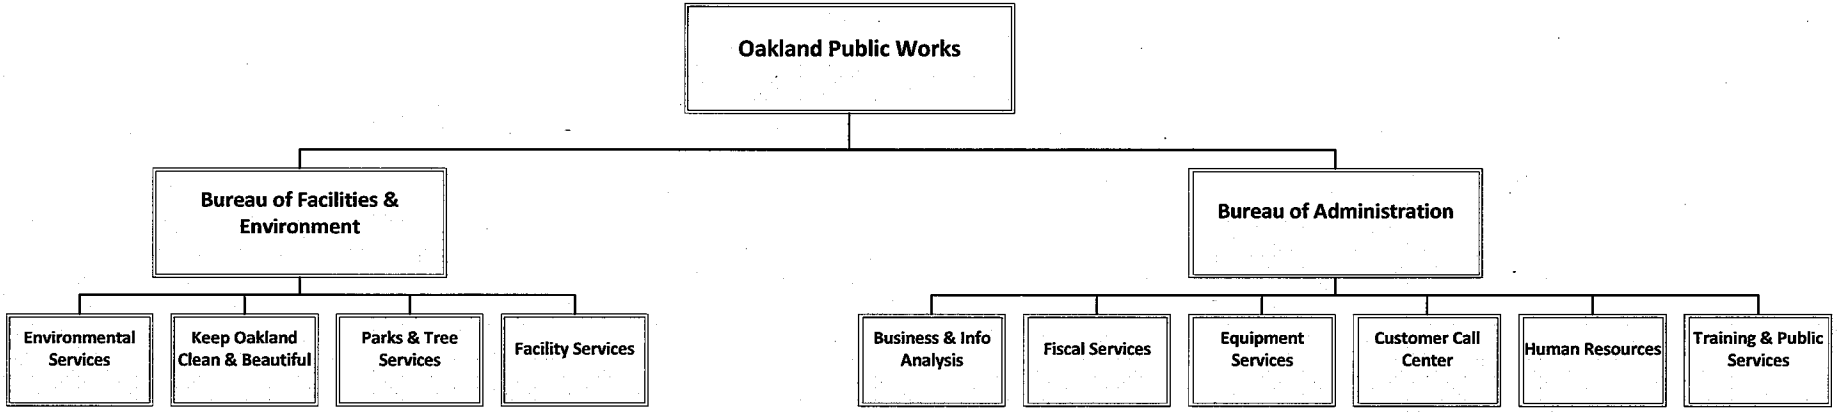 Oakland Public Works
Bureau of Facilities &
Environment
Bureau of Administration
Environmental
Services
Keep Oakland
Clean & Beautiful
Parks & Tree
Services
Facility Services
Business & Info
Analysis
Fiscal Services
Equipment
Services
Customer Call
Center
Human Resources
Training & Public
Services